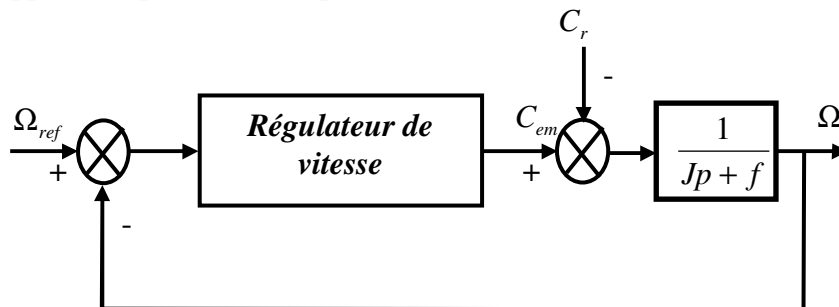 C_r
-
Ω_ref
+
Régulateur de
vitesse
C_em
+
1
Jp + f
Ω
-